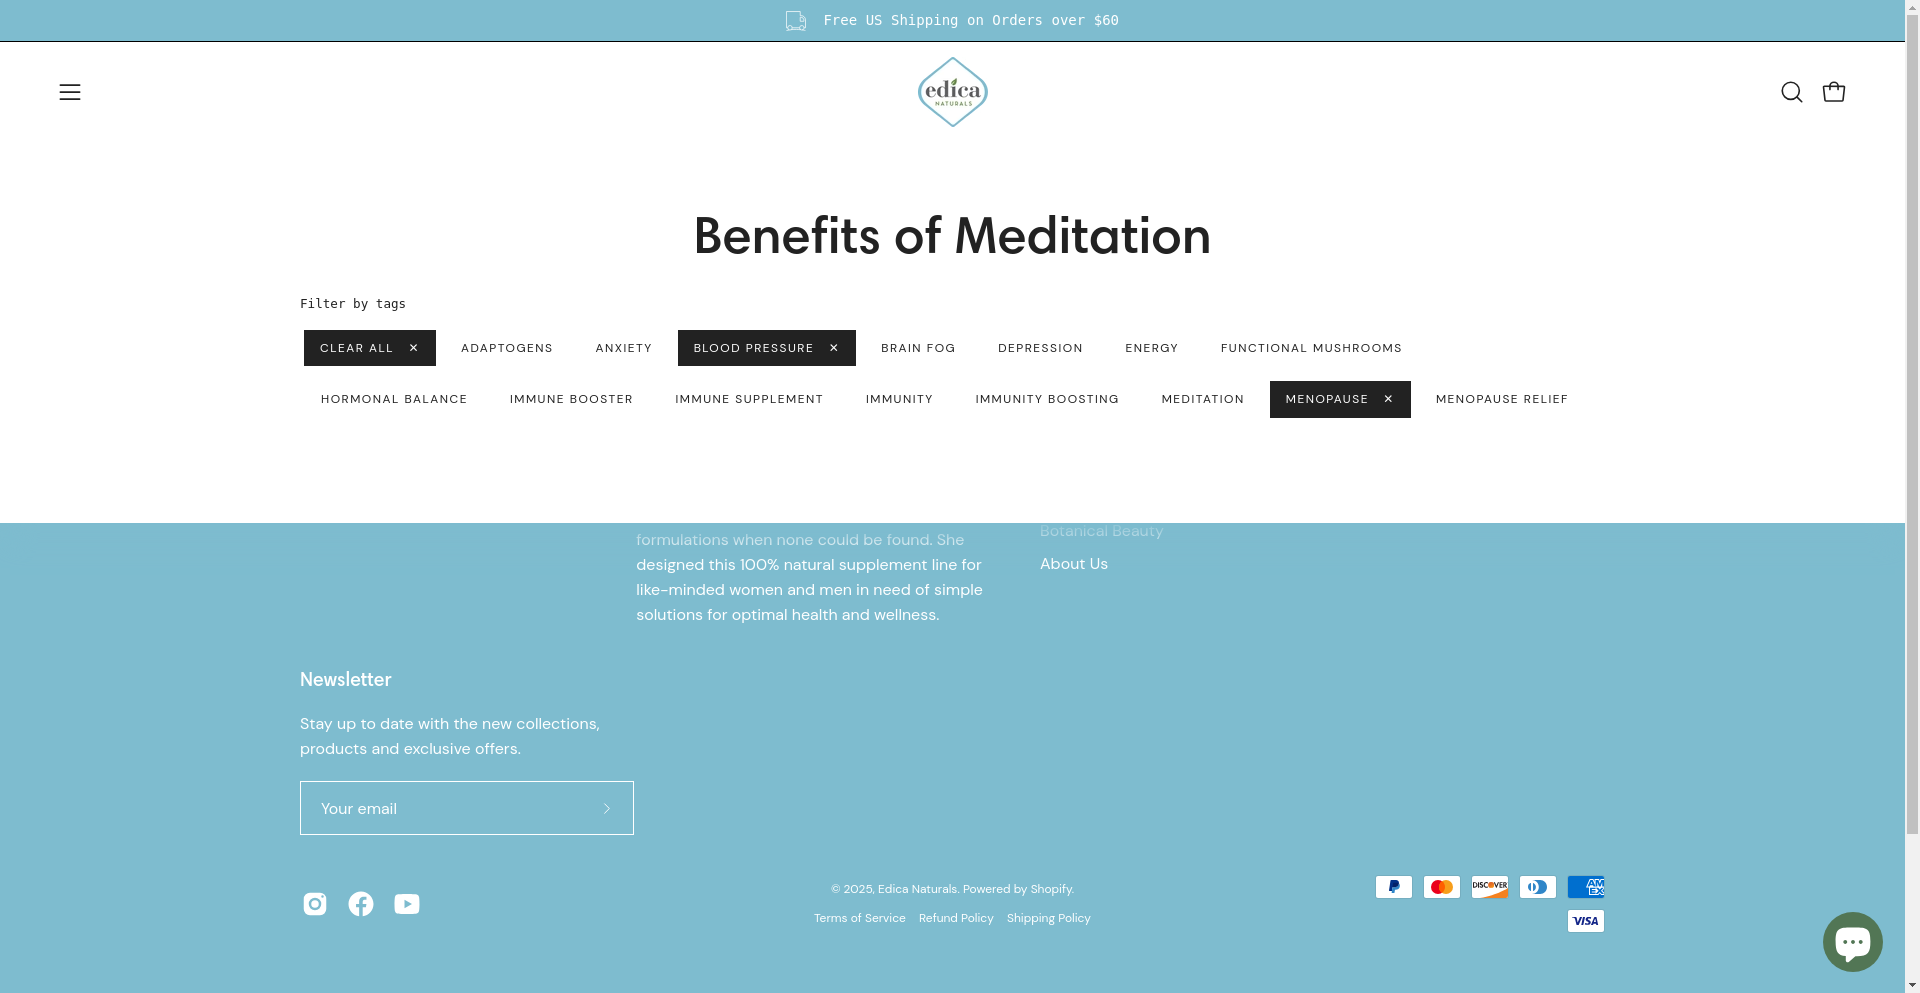 Free US Shipping on Orders over $60
edica
NATURALS
Benefits of Meditation
Filter by tags
CLEAR ALL ✕ ADAPTOGENS ANXIETY BLOOD PRESSURE ✕ BRAIN FOG DEPRESSION ENERGY FUNCTIONAL MUSHROOMS
HORMONAL BALANCE IMMUNE BOOSTER IMMUNE SUPPLEMENT IMMUNITY IMMUNITY BOOSTING MEDITATION MENOPAUSE ✕ MENOPAUSE RELIEF
formulations when none could be found. She
designed this 100% natural supplement line for
like-minded women and men in need of simple
solutions for optimal health and wellness.
Botanical Beauty
About Us
Newsletter
Stay up to date with the new collections,
products and exclusive offers.
Your email
© 2025, Edica Naturals. Powered by Shopify.
Terms of Service Refund Policy Shipping Policy
DISCOVER
AM
EX
VISA